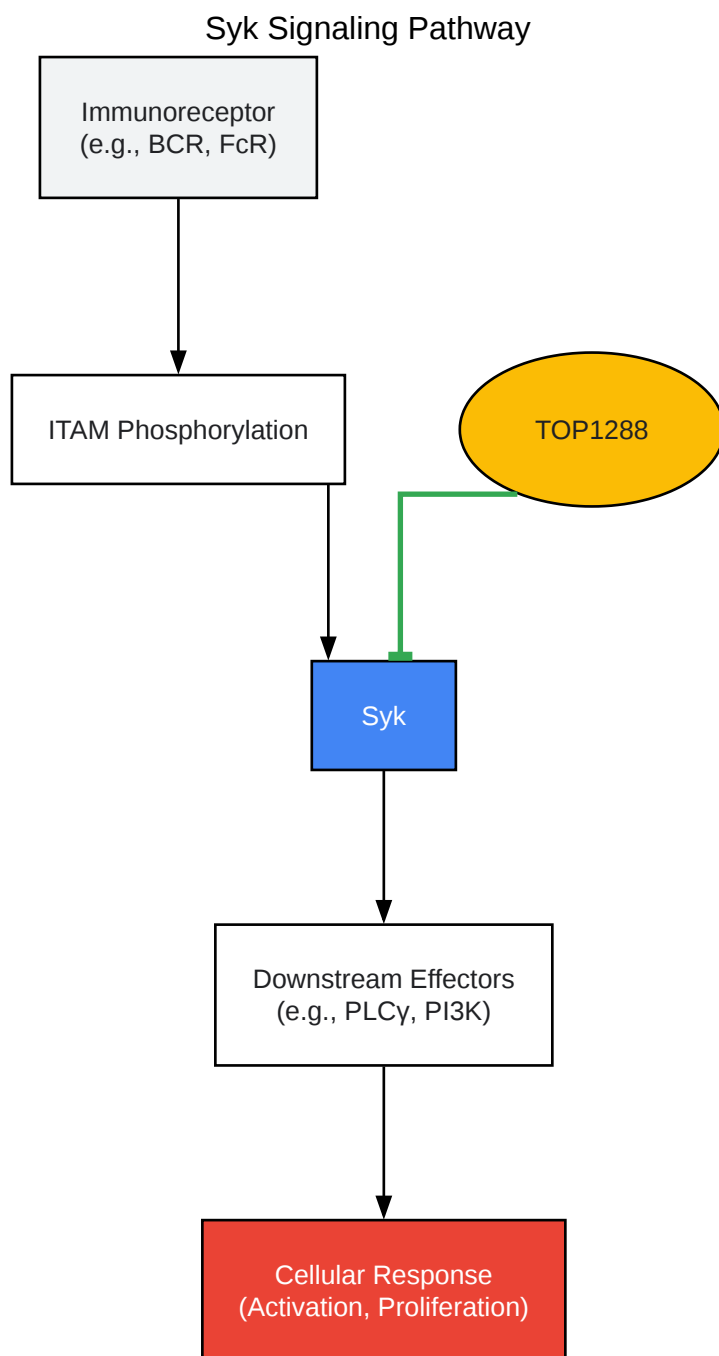 Syk Signaling Pathway
Immunoreceptor
(e.g., BCR, FcR)
ITAM Phosphorylation
TOP1288
Syk
Downstream Effectors
(e.g., PLCγ, PI3K)
Cellular Response
(Activation, Proliferation)